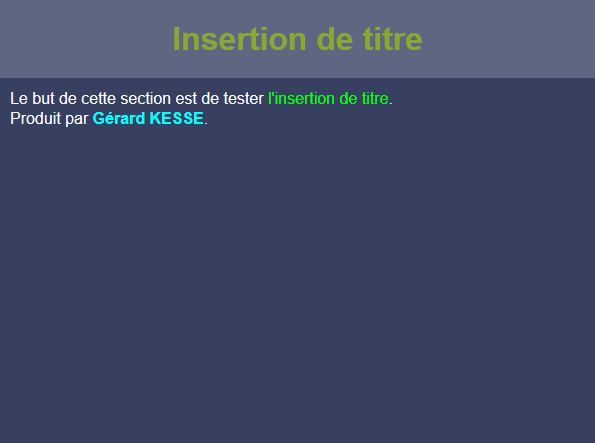 Insertion de titre
Le but de cette section est de tester l'insertion de titre.
Produit par Gérard KESSE.